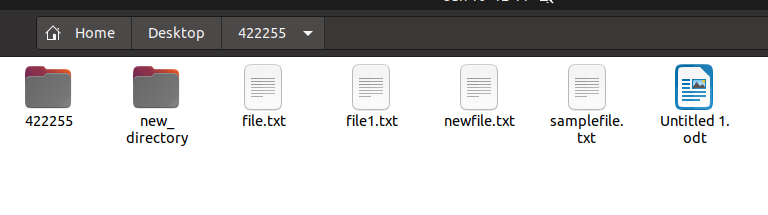 Home Desktop 422255
422255
new_
directory
file.txt
file1.txt
newfile.txt
samplefile.
txt
Untitled 1.
odt